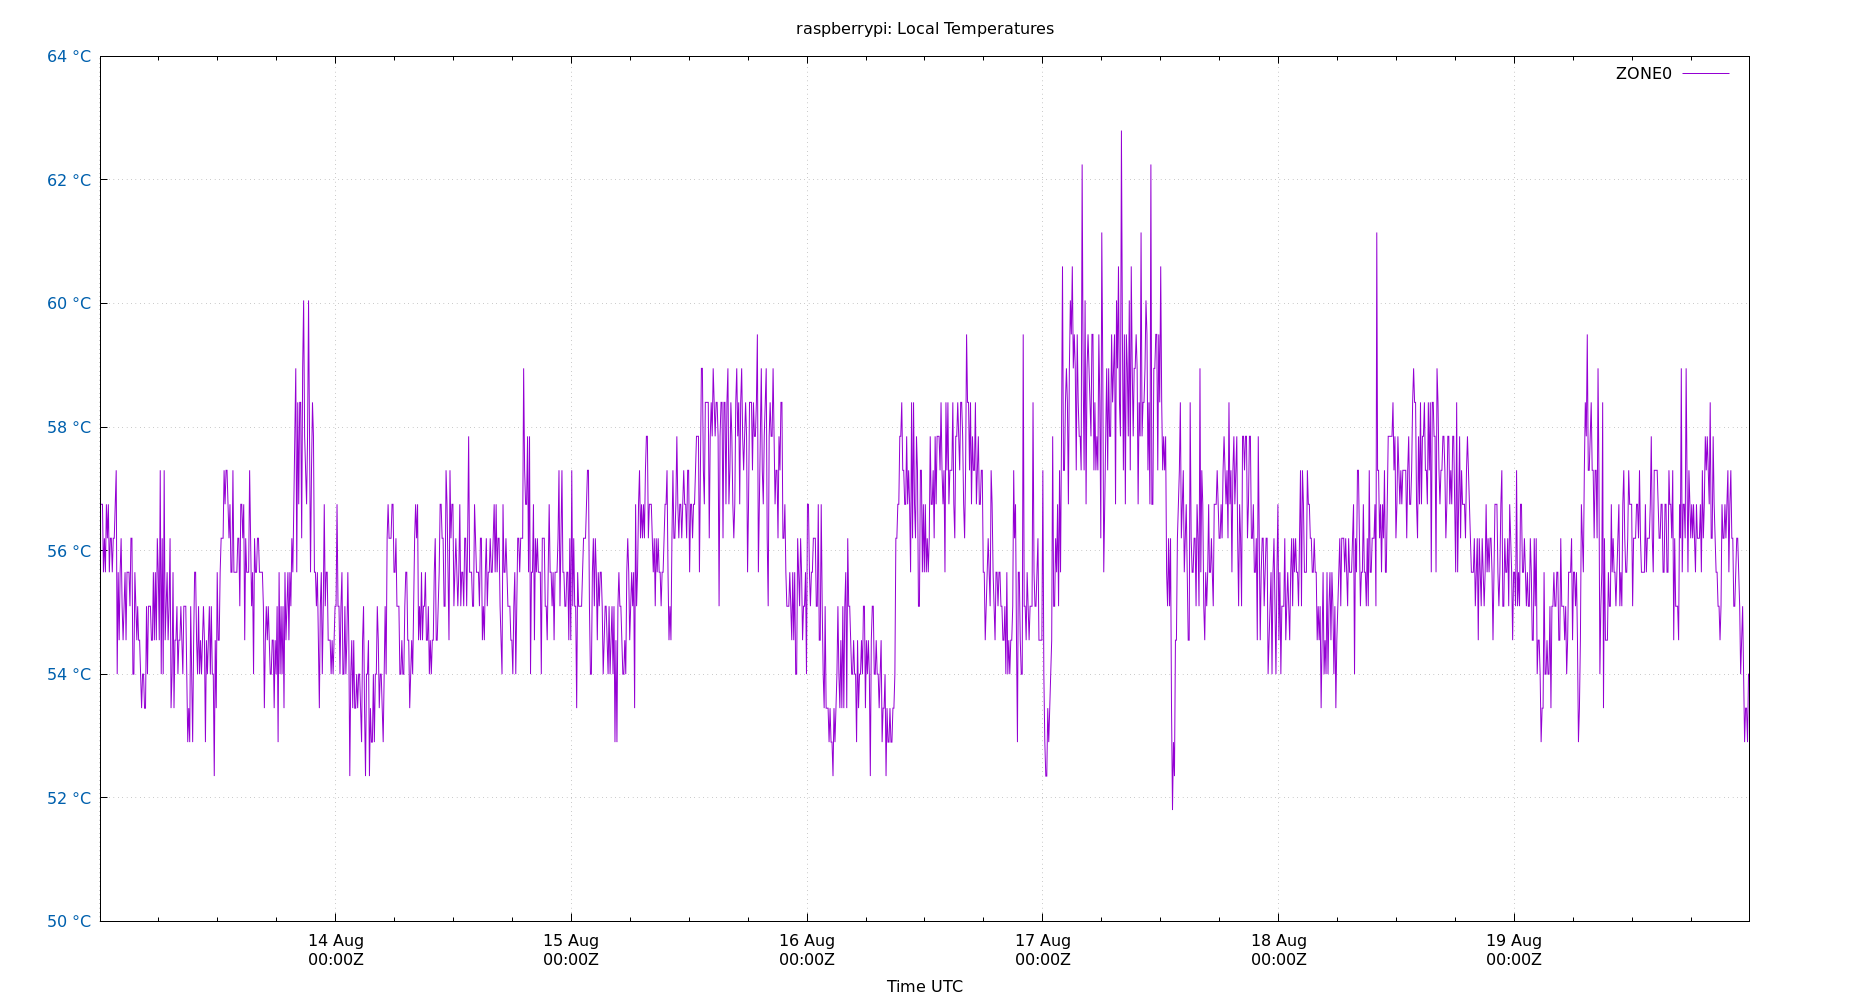 raspberrypi: Local Temperatures
64 °C
ZONE0
62 °C
60 °C
58 °C
56 °C
54 °C
52 °C
50 °C
14 Aug 15 Aug 16 Aug 17 Aug 18 Aug 19 Aug
00:00Z 00:00Z 00:00Z 00:00Z 00:00Z 00:00Z
Time UTC